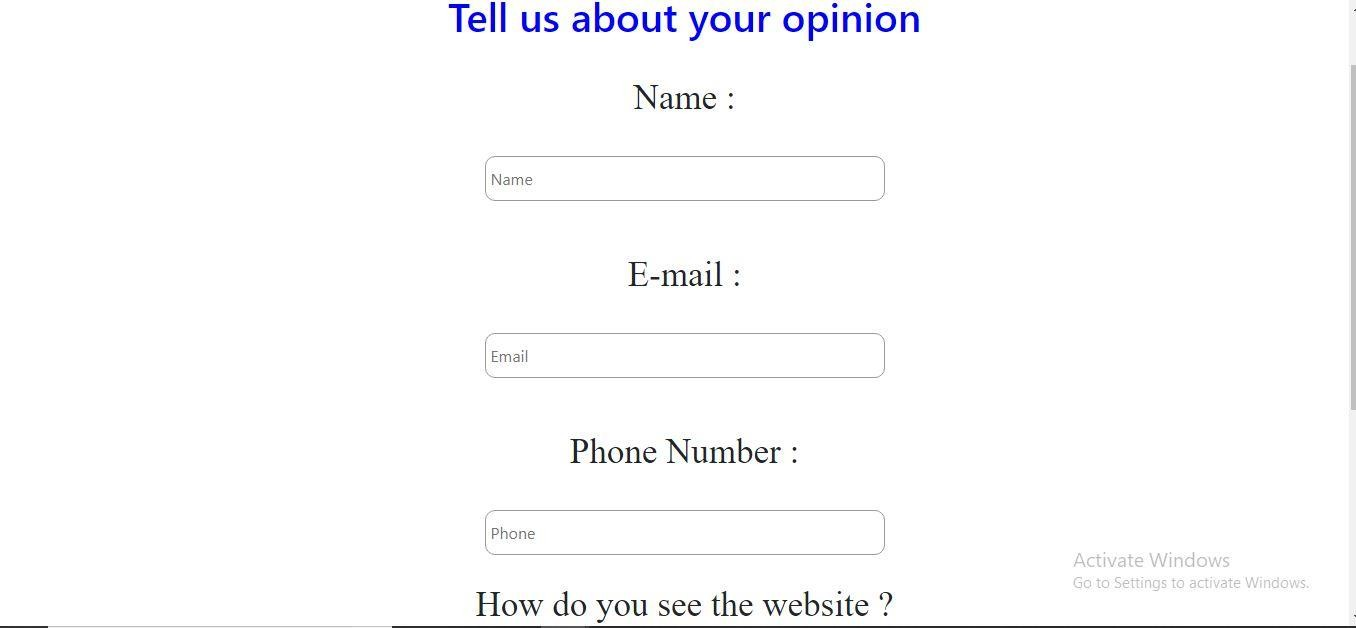 Tell us about your opinion
Name :
Name
E-mail :
Email
Phone Number :
Phone
Activate Windows
Go to Settings to activate Windows.
How do you see the website ?